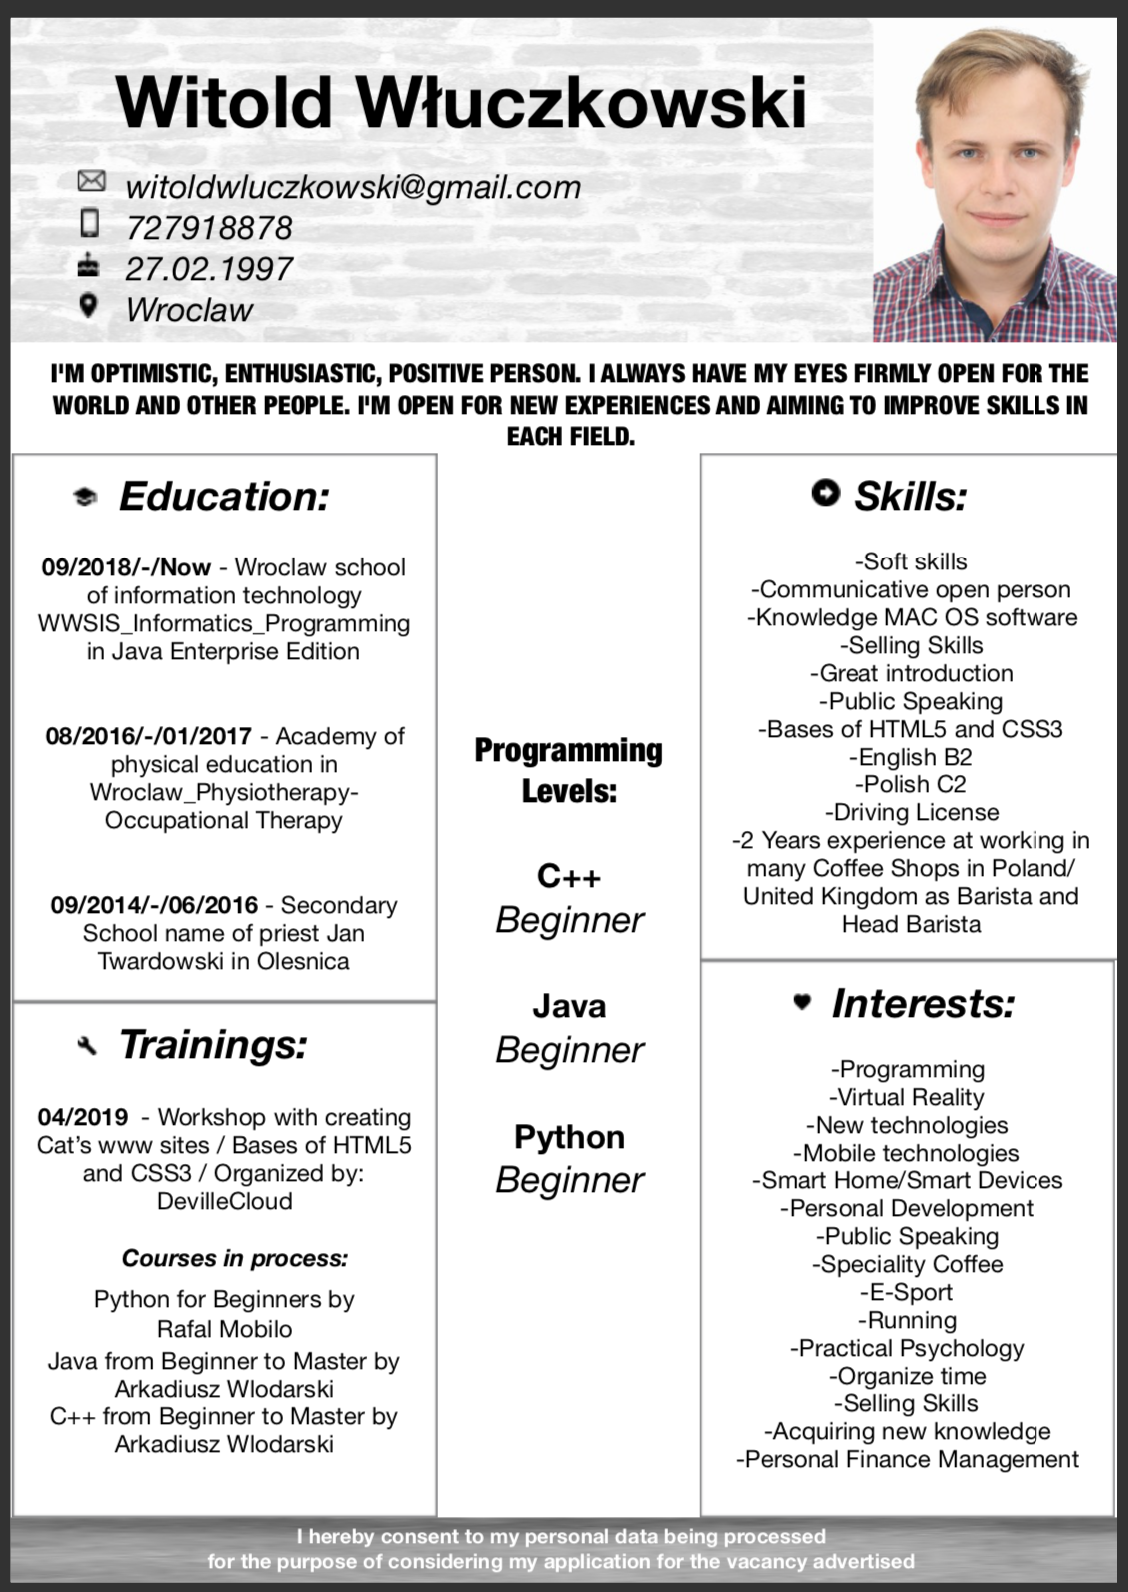 Witold Włuczkowski
witoldwluczkowski@gmail.com
727918878
27.02.1997
Wroclaw
I'M OPTIMISTIC, ENTHUSIASTIC, POSITIVE PERSON. I ALWAYS HAVE MY EYES FIRMLY OPEN FOR THE
WORLD AND OTHER PEOPLE. I'M OPEN FOR NEW EXPERIENCES AND AIMING TO IMPROVE SKILLS IN
EACH FIELD.
Education:
09/2018/-/Now - Wroclaw school
of information technology
WWSIS_Informatics_Programming
in Java Enterprise Edition
08/2016/-/01/2017 - Academy of
physical education in
Wroclaw_Physiotherapy-
Occupational Therapy
09/2014/-/06/2016 - Secondary
School name of priest Jan
Twardowski in Olesnica
Trainings:
04/2019 - Workshop with creating
Cat’s www sites / Bases of HTML5
and CSS3 / Organized by:
DevilleCloud
Courses in process:
Python for Beginners by
Rafal Mobilo
Java from Beginner to Master by
Arkadiusz Wlodarski
C++ from Beginner to Master by
Arkadiusz Wlodarski
Programming
Levels:
C++
Beginner
Java
Beginner
Python
Beginner
Skills:
-Soft skills
-Communicative open person
-Knowledge MAC OS software
-Selling Skills
-Great introduction
-Public Speaking
-Bases of HTML5 and CSS3
-English B2
-Polish C2
-Driving License
-2 Years experience at working in
many Coffee Shops in Poland/
United Kingdom as Barista and
Head Barista
Interests:
-Programming
-Virtual Reality
-New technologies
-Mobile technologies
-Smart Home/Smart Devices
-Personal Development
-Public Speaking
-Speciality Coffee
-E-Sport
-Running
-Practical Psychology
-Organize time
-Selling Skills
-Acquiring new knowledge
-Personal Finance Management
I hereby consent to my personal data being processed
for the purpose of considering my application for the vacancy advertised